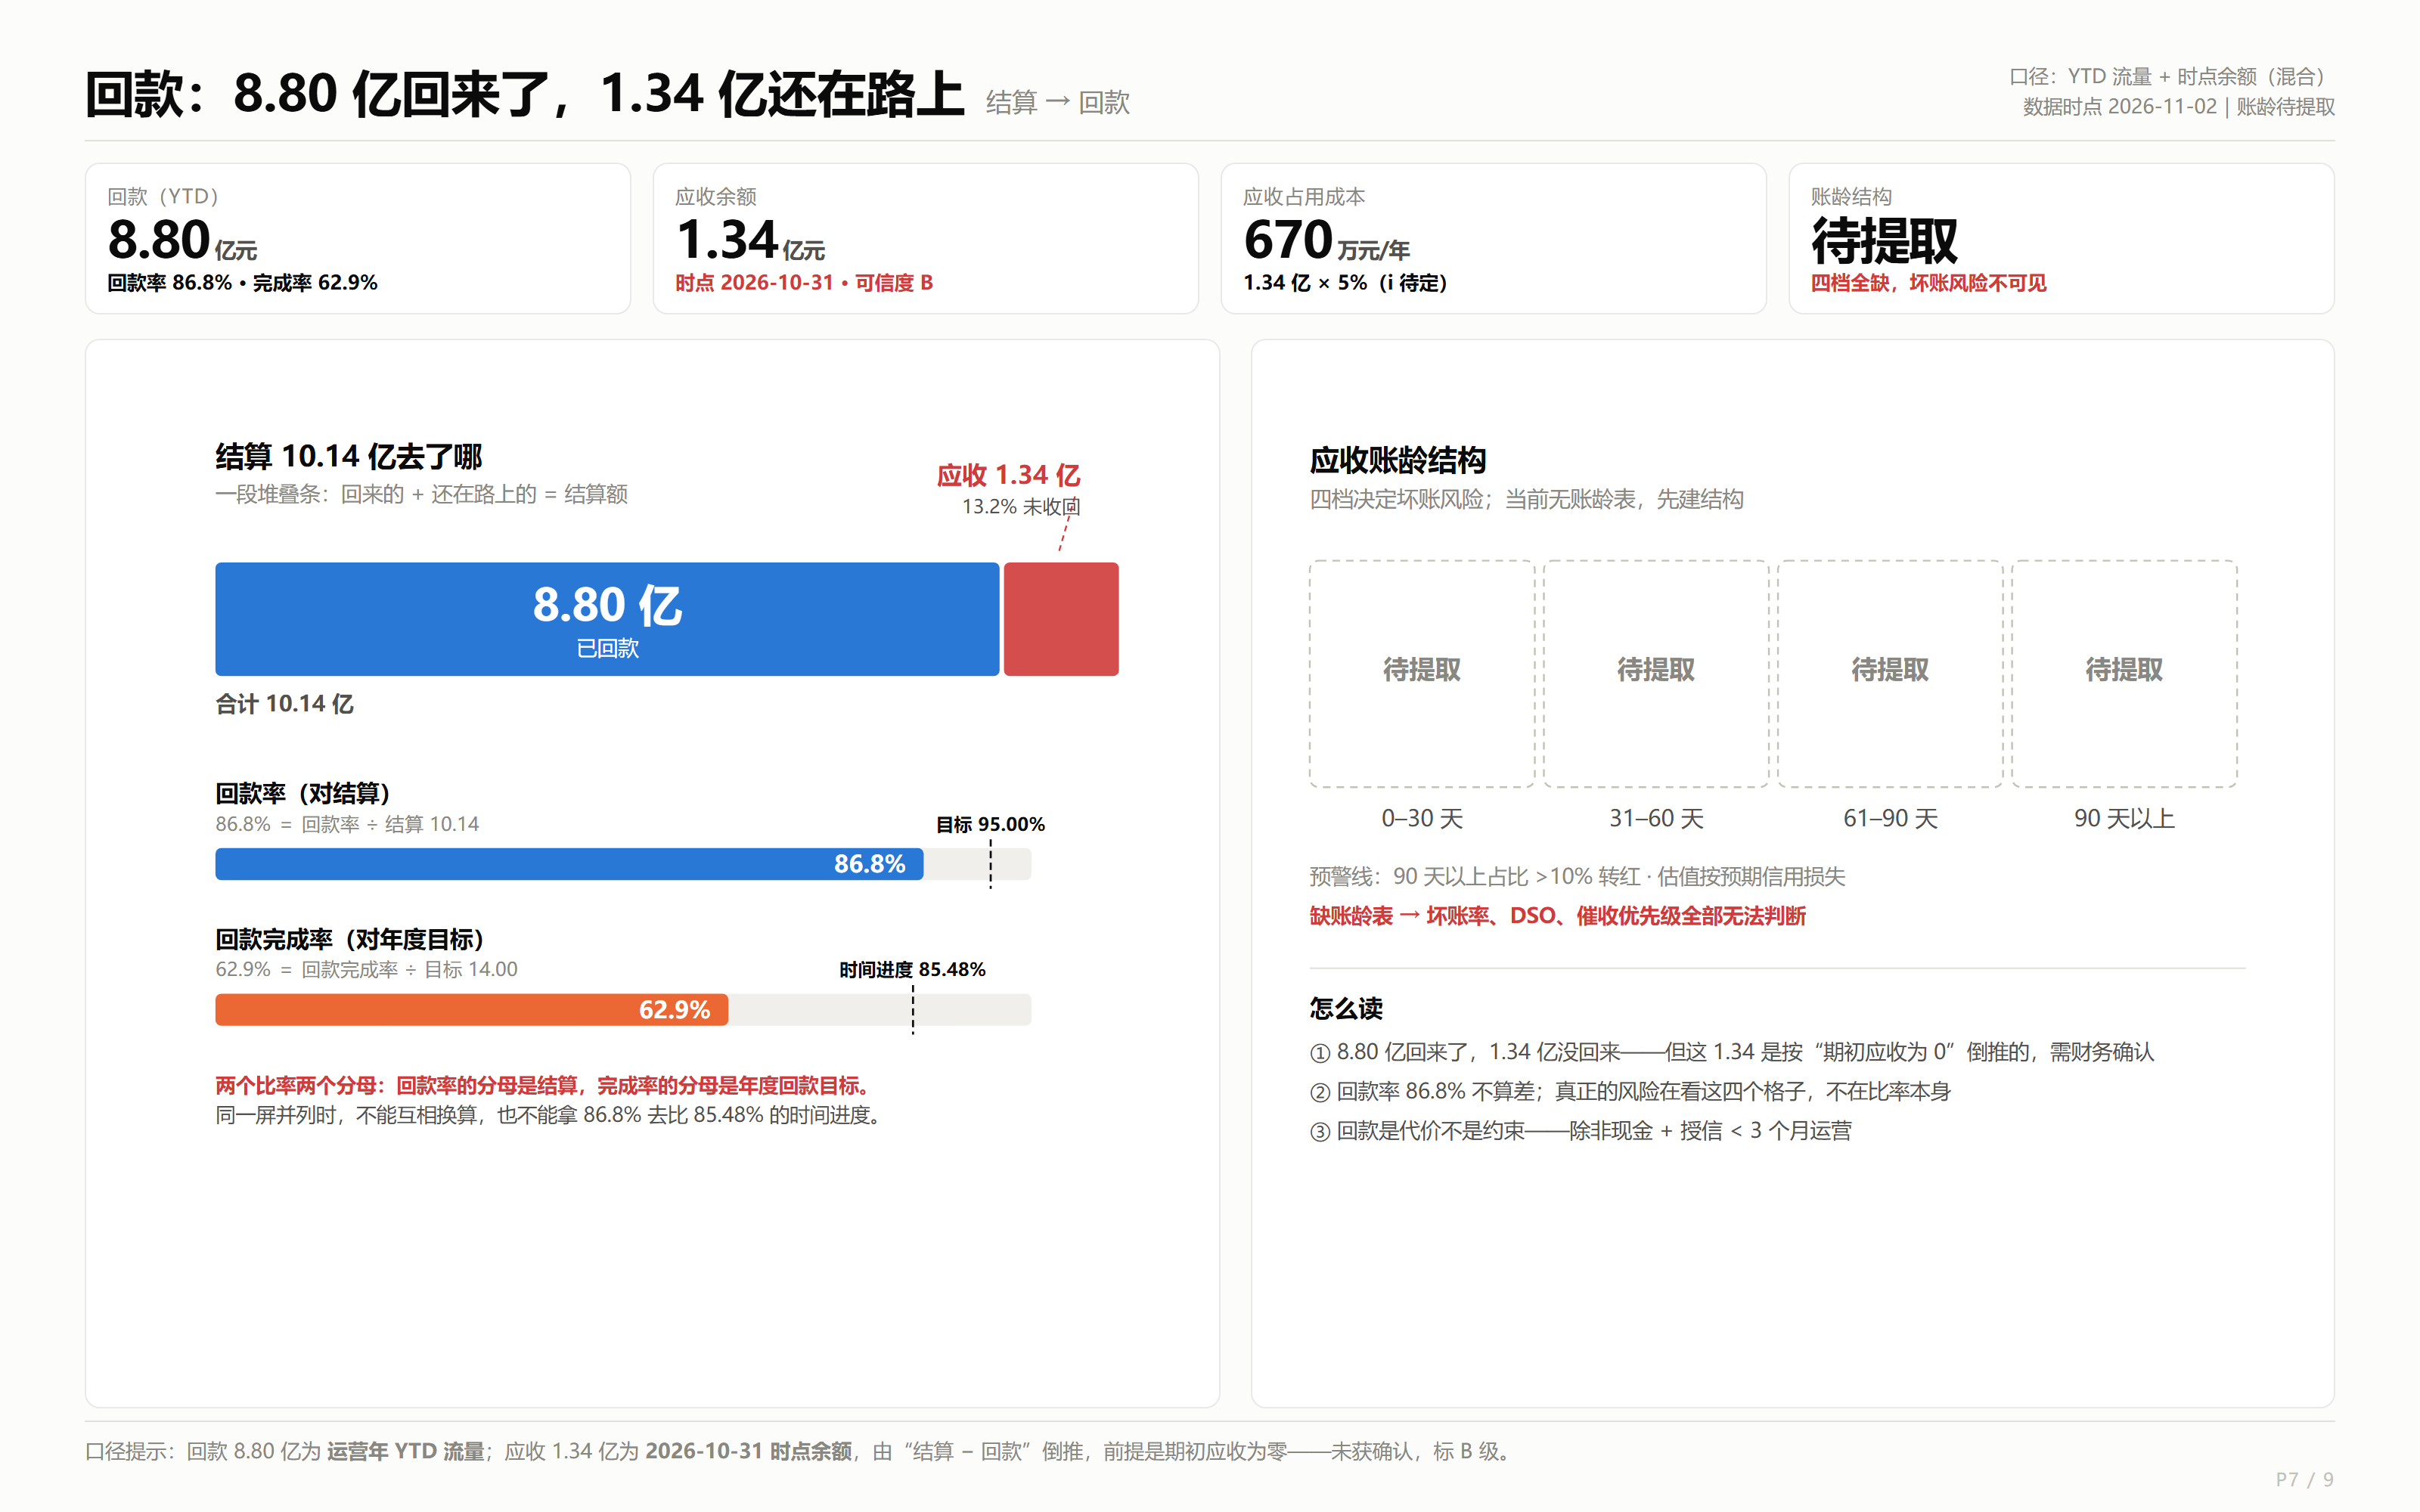 回款：8.80 亿回来了，1.34 亿还在路上 结算 → 回款
口径：YTD 流量 + 时点余额（混合）
数据时点 2026-11-02 | 账龄待提取
回款（YTD）
8.80 亿元
回款率 86.8% • 完成率 62.9%
应收余额
1.34 亿元
时点 2026-10-31 • 可信度 B
应收占用成本
670 万元/年
1.34 亿 × 5%（i 待定）
账龄结构
待提取
四档全缺，坏账风险不可见
结算 10.14 亿去了哪
一段堆叠条：回来的 + 还在路上的 = 结算额
应收 1.34 亿
13.2% 未收回
8.80 亿
已回款
合计 10.14 亿
回款率（对结算）
86.8% = 回款率 ÷ 结算 10.14
目标 95.00%
86.8%
回款完成率（对年度目标）
62.9% = 回款完成率 ÷ 目标 14.00
时间进度 85.48%
62.9%
两个比率两个分母：回款率的分母是结算，完成率的分母是年度回款目标。
同一屏并列时，不能互相换算，也不能拿 86.8% 去比 85.48% 的时间进度。
应收账龄结构
四档决定坏账风险；当前无账龄表，先建结构
待提取 待提取 待提取 待提取
0–30 天 31–60 天 61–90 天 90 天以上
预警线：90 天以上占比 >10% 转红 · 估值按预期信用损失
缺账龄表 → 坏账率、DSO、催收优先级全部无法判断
怎么读
① 8.80 亿回来了，1.34 亿没回来——但这 1.34 是按“期初应收为 0”倒推的，需财务确认
② 回款率 86.8% 不算差；真正的风险在看这四个格子，不在比率本身
③ 回款是代价不是约束——除非现金 + 授信 < 3 个月运营
口径提示：回款 8.80 亿为 运营年 YTD 流量；应收 1.34 亿为 2026-10-31 时点余额，由“结算 − 回款”倒推，前提是期初应收为零——未获确认，标 B 级。
P7 / 9